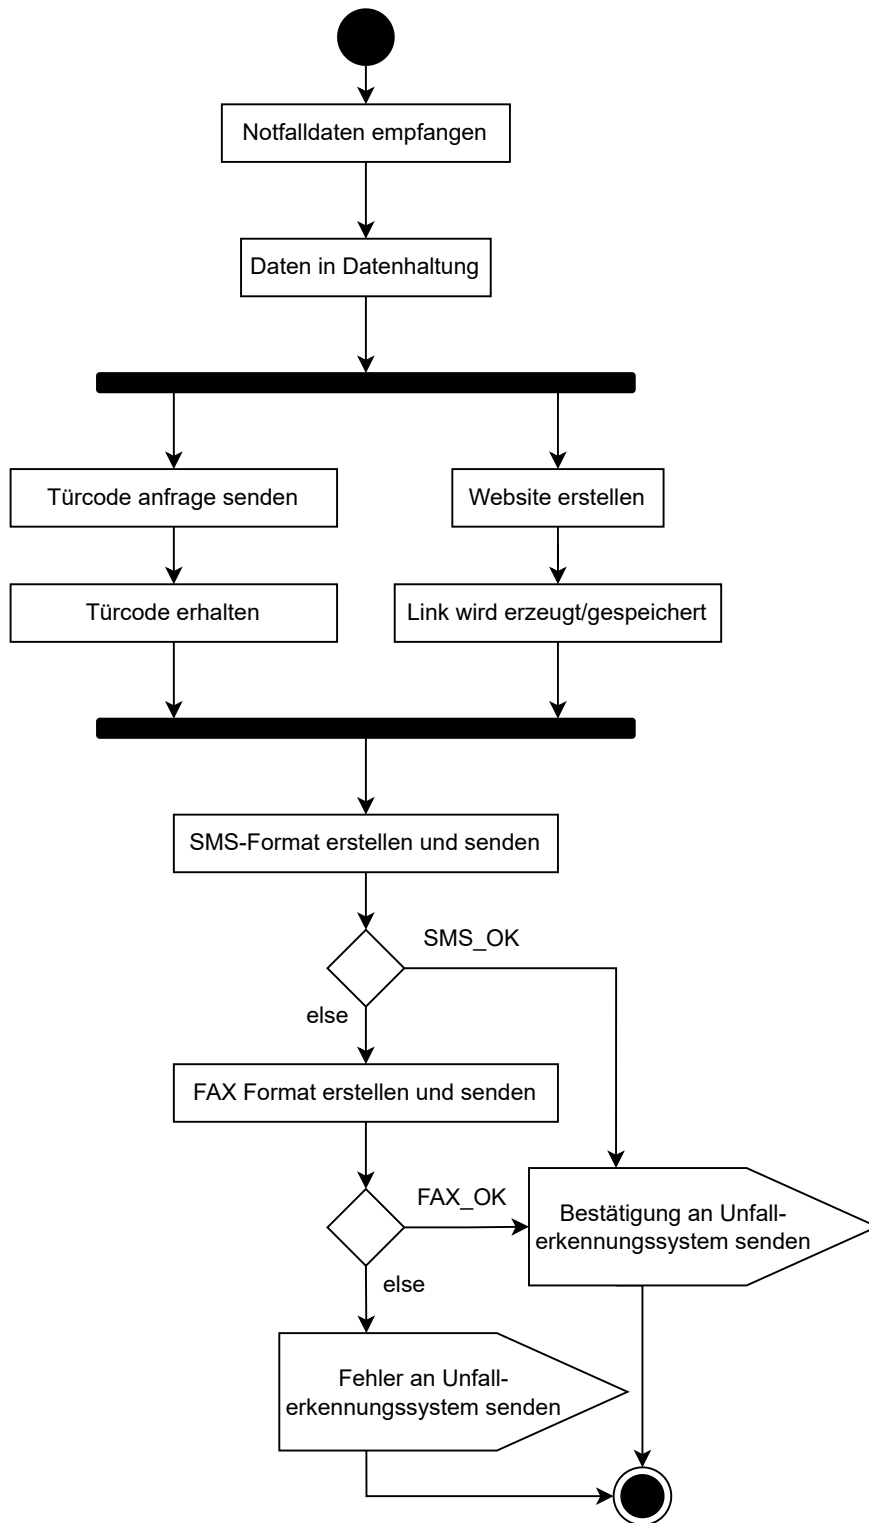 Notfalldaten empfangen
Daten in Datenhaltung
Türcode anfrage senden
Website erstellen
Türcode erhalten
Link wird erzeugt/gespeichert
SMS-Format erstellen und senden
SMS_OK
else
FAX Format erstellen und senden
FAX_OK
Bestätigung an Unfall-
erkennungssystem senden
else
Fehler an Unfall-
erkennungssystem senden